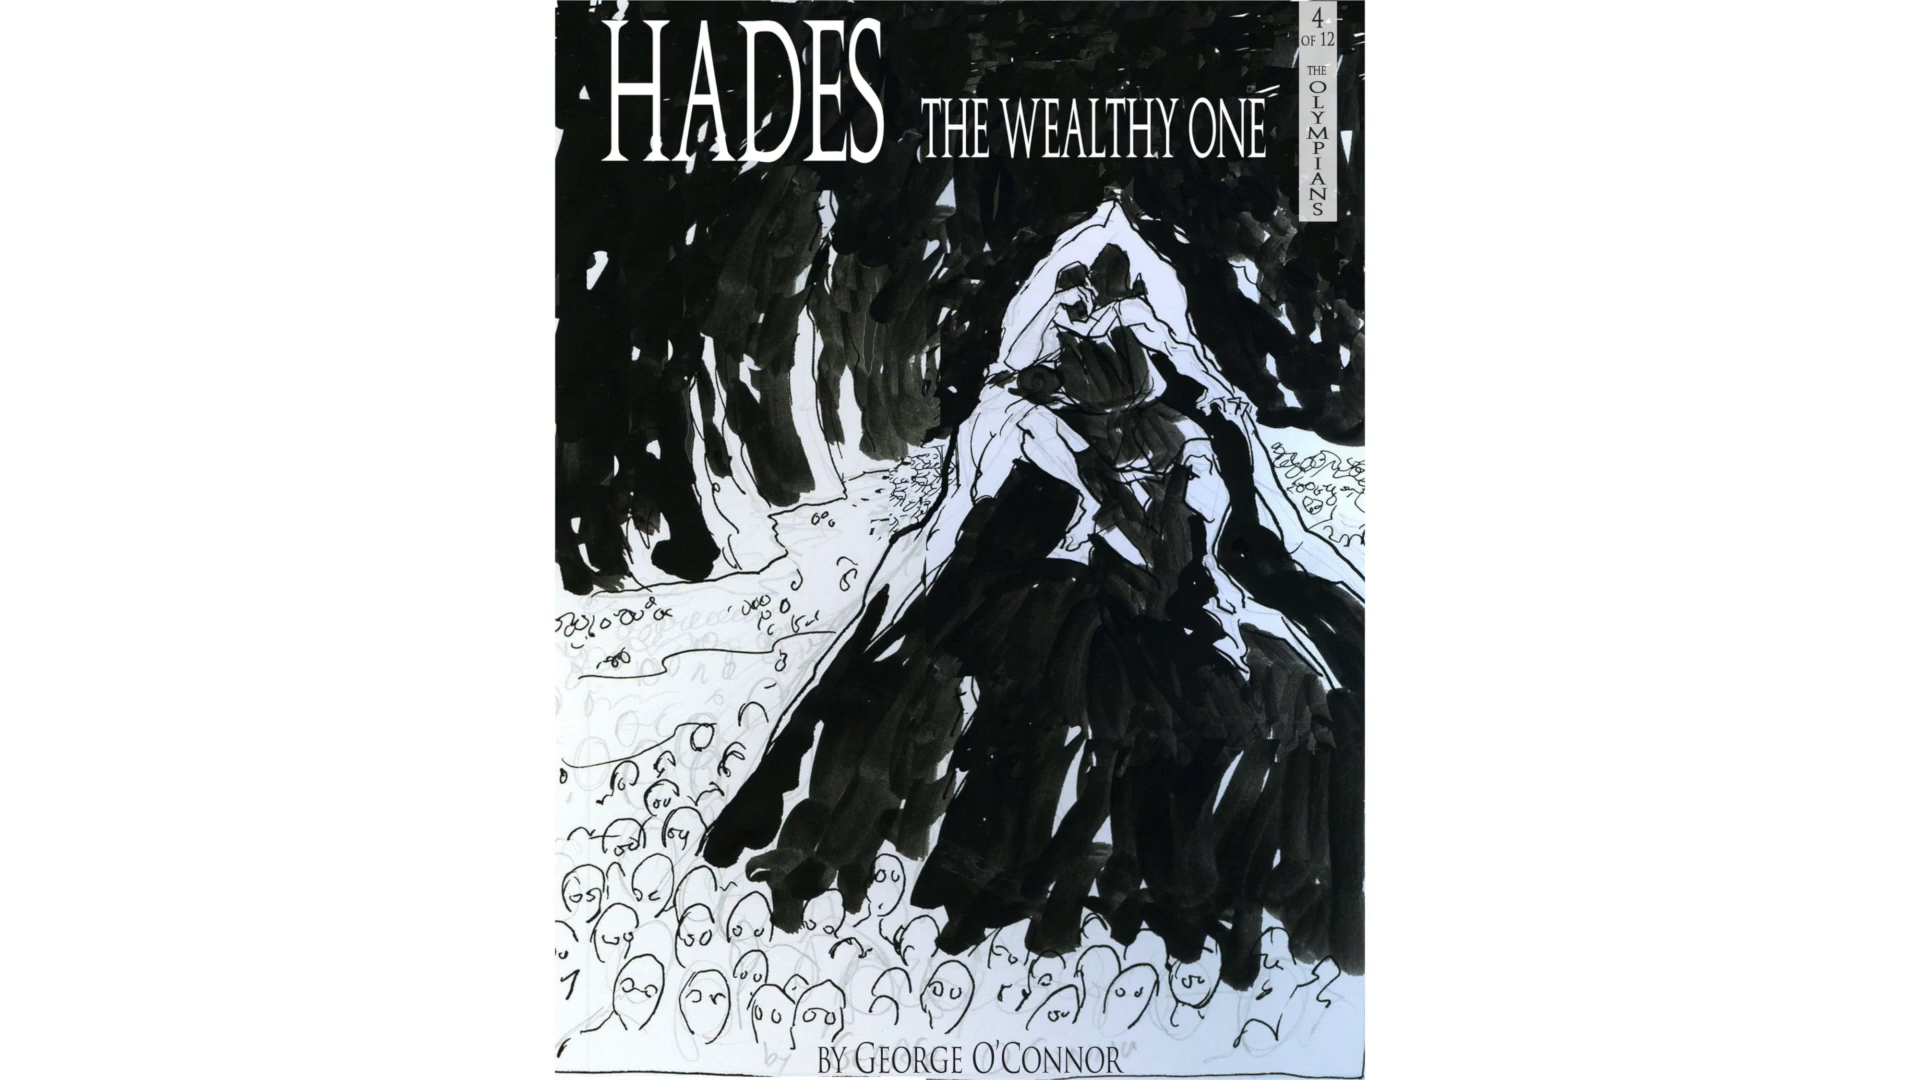 HADES THE WEALTHY ONE
4
OF 12
THE
OLYMPIANS
BY GEORGE O'CONNOR